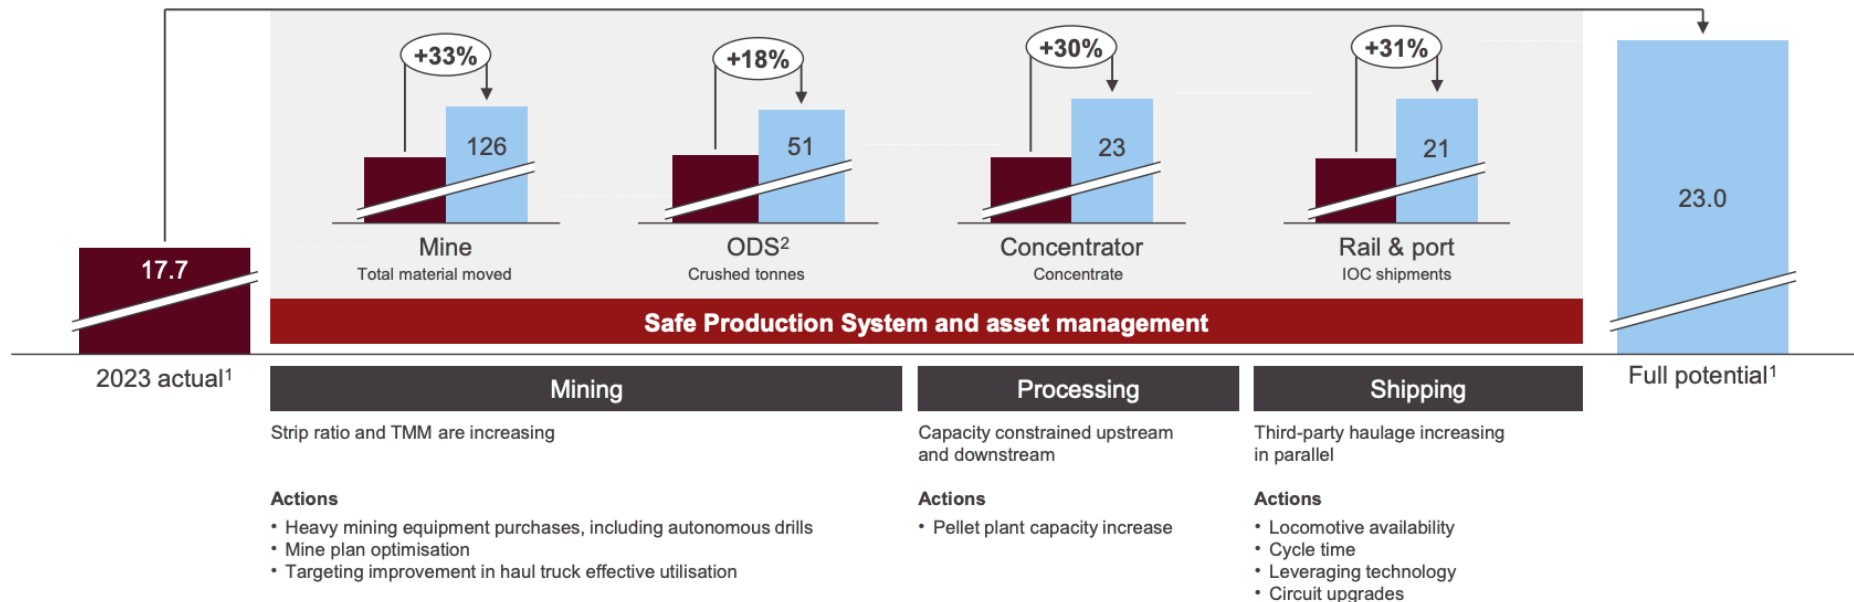 +33%
+18%
+30%
+31%
126
51
23
21
23.0
17.7
Mine
Total material moved
ODS²
Crushed tonnes
Concentrator
Concentrate
Rail & port
IOC shipments
Safe Production System and asset management
2023 actual¹
Full potential¹
Mining
Processing
Shipping
Strip ratio and TMM are increasing
Actions
• Heavy mining equipment purchases, including autonomous drills
• Mine plan optimisation
• Targeting improvement in haul truck effective utilisation
Capacity constrained upstream
and downstream
Actions
• Pellet plant capacity increase
Third-party haulage increasing
in parallel
Actions
• Locomotive availability
• Cycle time
• Leveraging technology
• Circuit upgrades